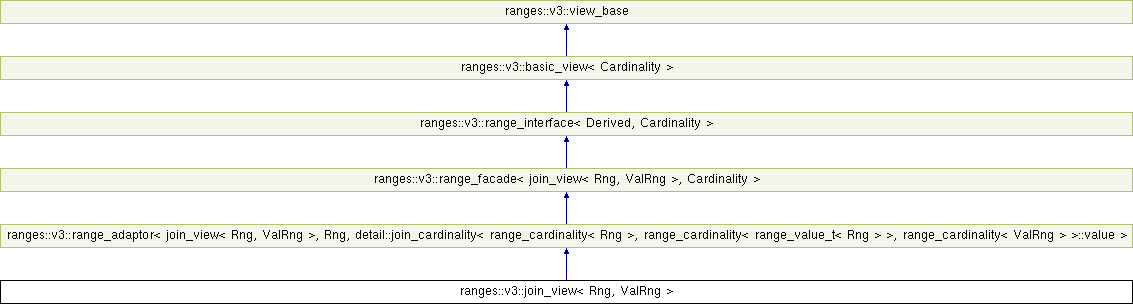 ranges::v3::view_base
ranges::v3::basic_view< Cardinality >
ranges::v3::range_interface< Derived, Cardinality >
ranges::v3::range_facade< join_view< Rng, ValRng >, Cardinality >
ranges::v3::range_adaptor< join_view< Rng, ValRng >, Rng, detail::join_cardinality< range_cardinality< Rng >, range_cardinality< range_value_t< Rng > >, range_cardinality< ValRng > >::value >
ranges::v3::join_view< Rng, ValRng >